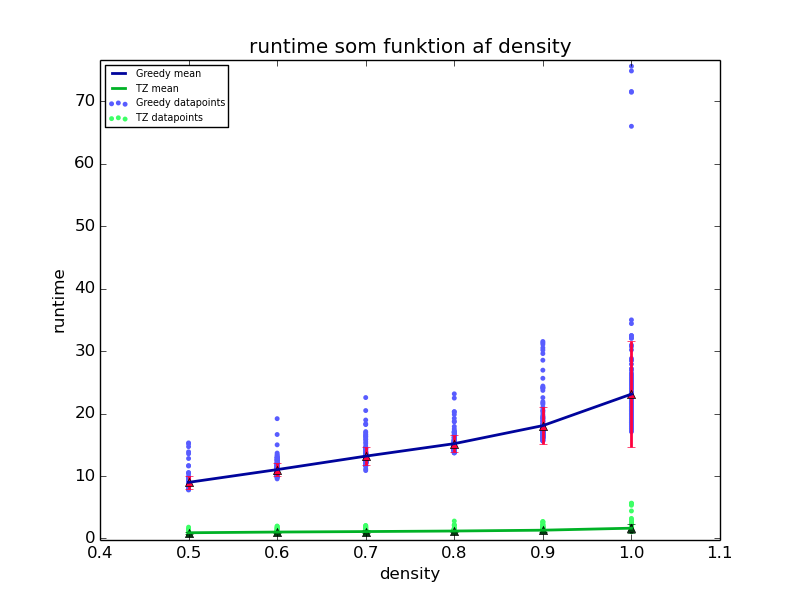 runtime som funktion af density
Greedy mean
TZ mean
Greedy datapoints
TZ datapoints
70
60
50
40
30
20
10
0
runtime
0.4 0.5 0.6 0.7 0.8 0.9 1.0 1.1
density